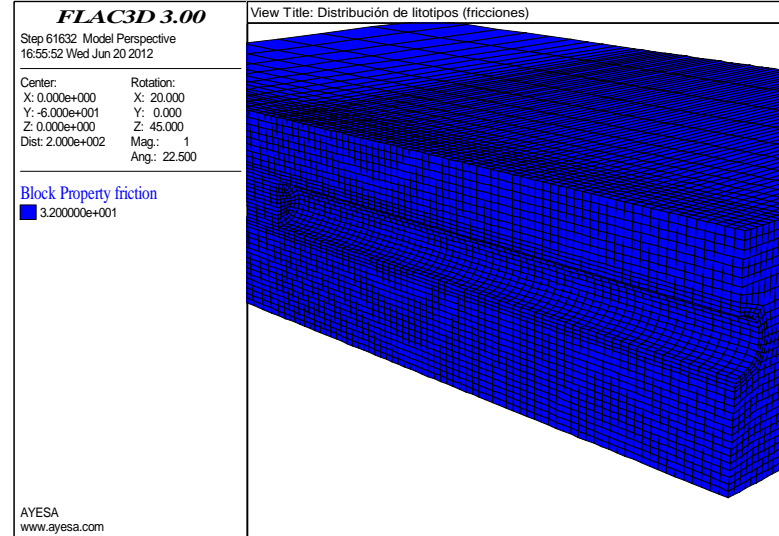 FLAC3D 3.00
Step 61632 Model Perspective
16:55:52 Wed Jun 20 2012
Center:
X: 0.000e+000
Y: -6.000e+001
Z: 0.000e+000
Dist: 2.000e+002
Rotation:
X: 20.000
Y: 0.000
Z: 45.000
Mag.: 1
Ang.: 22.500
Block Property friction
3.200000e+001
AYESA
www.ayesa.com
View Title: Distribución de litotipos (fricciones)